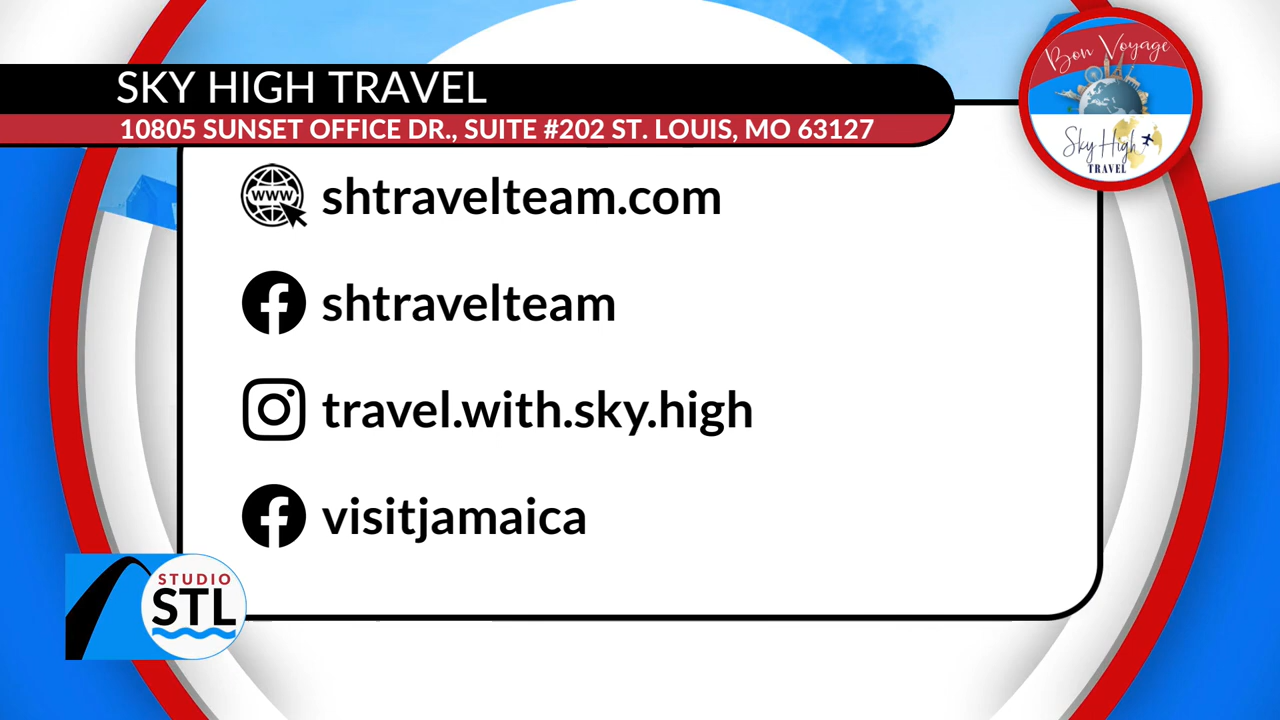 SKY HIGH TRAVEL
10805 SUNSET OFFICE DR., SUITE #202 ST. LOUIS, MO 63127
Bon Voyage
Sky High
TRAVEL
WWW
shtravelteam.com
shtravelteam
travel.with.sky.high
visitjamaica
STUDIO
STL